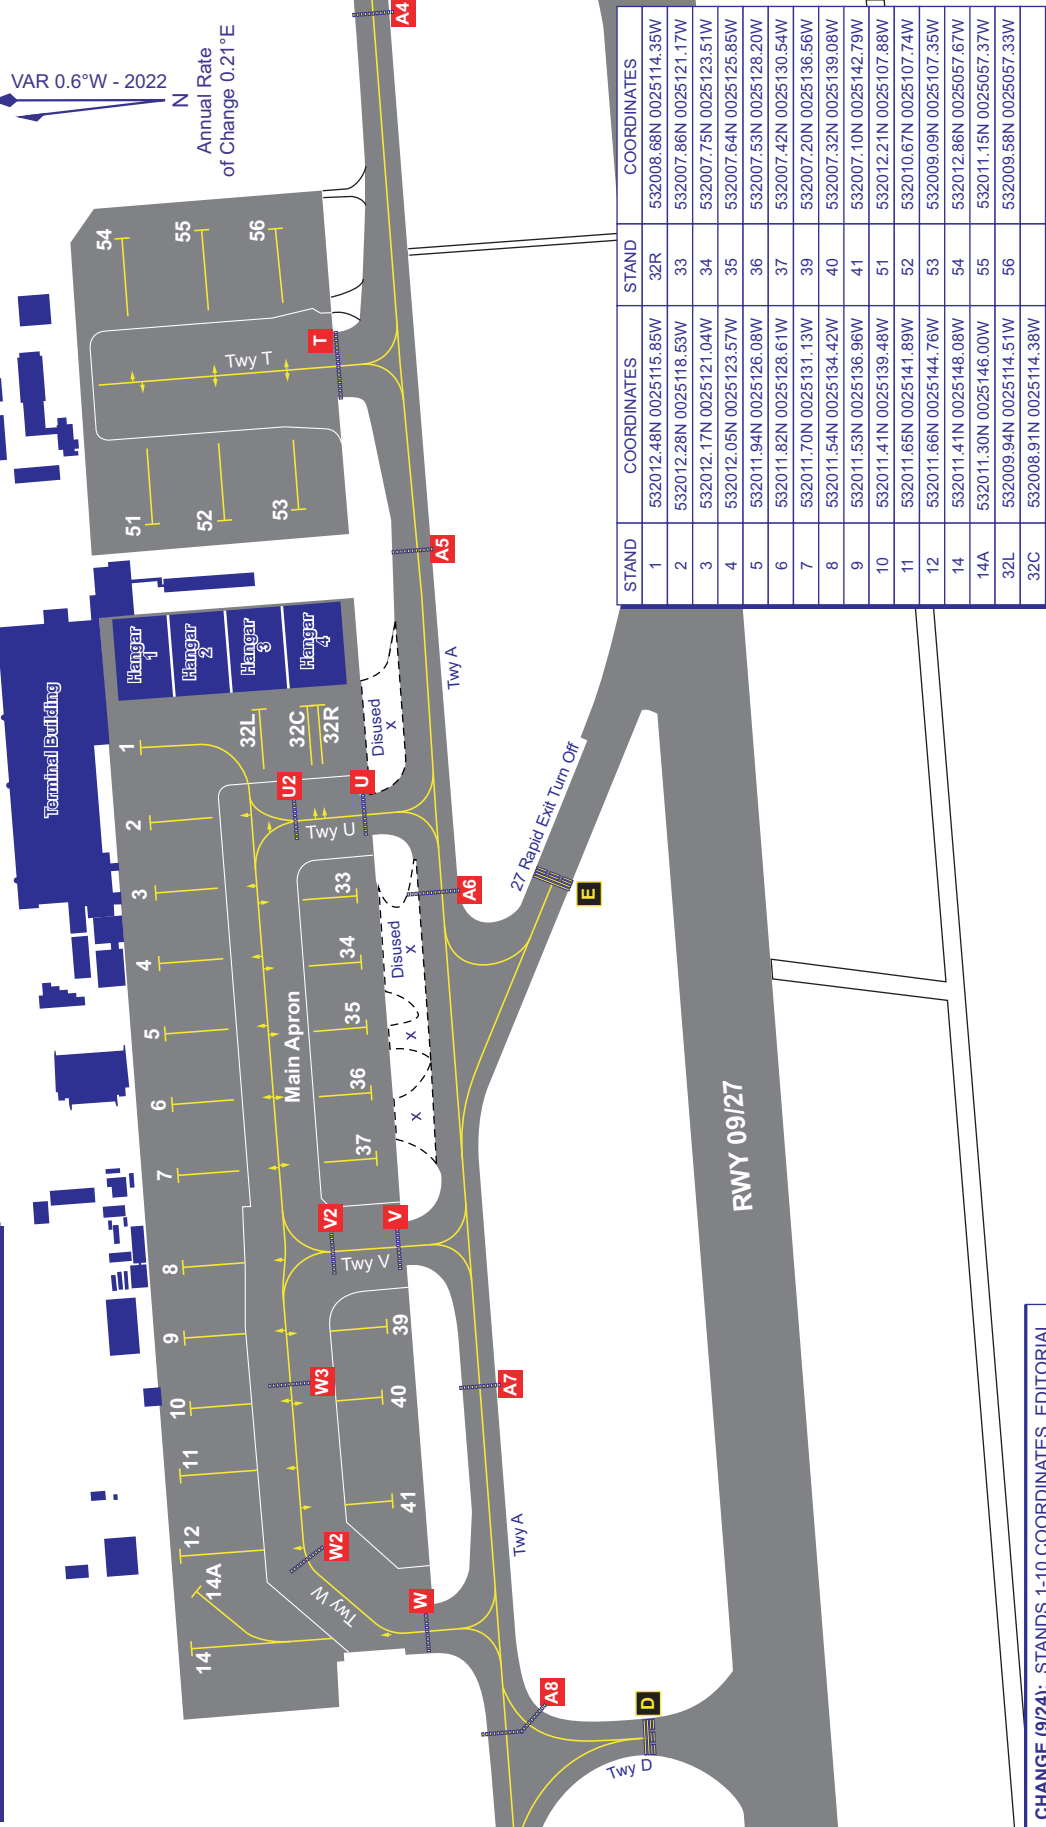 VAR 0.6°W - 2022
N
Annual Rate
of Change 0.21°E
A4
54
55
56
T
Twy T
51
52
53
A5
Terminal Building
Hangar
1
Hangar
2
Hangar
3
Hangar
4
Disused
x
Twy A
1
2
3
4
5
6
7
8
9
10
11
12
14A
14
32L
32C
32R
U2
U
Twy U
33
34
35
36
37
Main Apron
Disused
x
x
x
A6
27 Rapid Exit Turn Off
E
V2
V
Twy V
39
40
41
W3
W2
Twy W
W
A7
Twy A
A8
D
Twy D
RWY 09/27
STAND COORDINATES STAND COORDINATES
1 532012.48N 0025115.85W 32R 532008.68N 0025114.35W
2 532012.28N 0025118.53W 33 532007.86N 0025121.17W
3 532012.17N 0025121.04W 34 532007.75N 0025123.51W
4 532012.05N 0025123.57W 35 532007.64N 0025125.85W
5 532011.94N 0025126.08W 36 532007.53N 0025128.20W
6 532011.82N 0025128.61W 37 532007.42N 0025130.54W
7 532011.70N 0025131.13W 39 532007.20N 0025136.56W
8 532011.54N 0025134.42W 40 532007.32N 0025139.08W
9 532011.53N 0025136.96W 41 532007.10N 0025142.79W
10 532011.41N 0025139.48W 51 532012.21N 0025107.88W
11 532011.65N 0025141.89W 52 532010.67N 0025107.74W
12 532011.66N 0025144.76W 53 532009.09N 0025107.35W
14 532011.41N 0025148.08W 54 532012.86N 0025057.67W
14A 532011.30N 0025146.00W 55 532011.15N 0025057.37W
32L 532009.94N 0025114.51W 56 532009.58N 0025057.33W
32C 532008.91N 0025114.38W
CHANGE (9/24): STANDS 1-10 COORDINATES. EDITORIAL